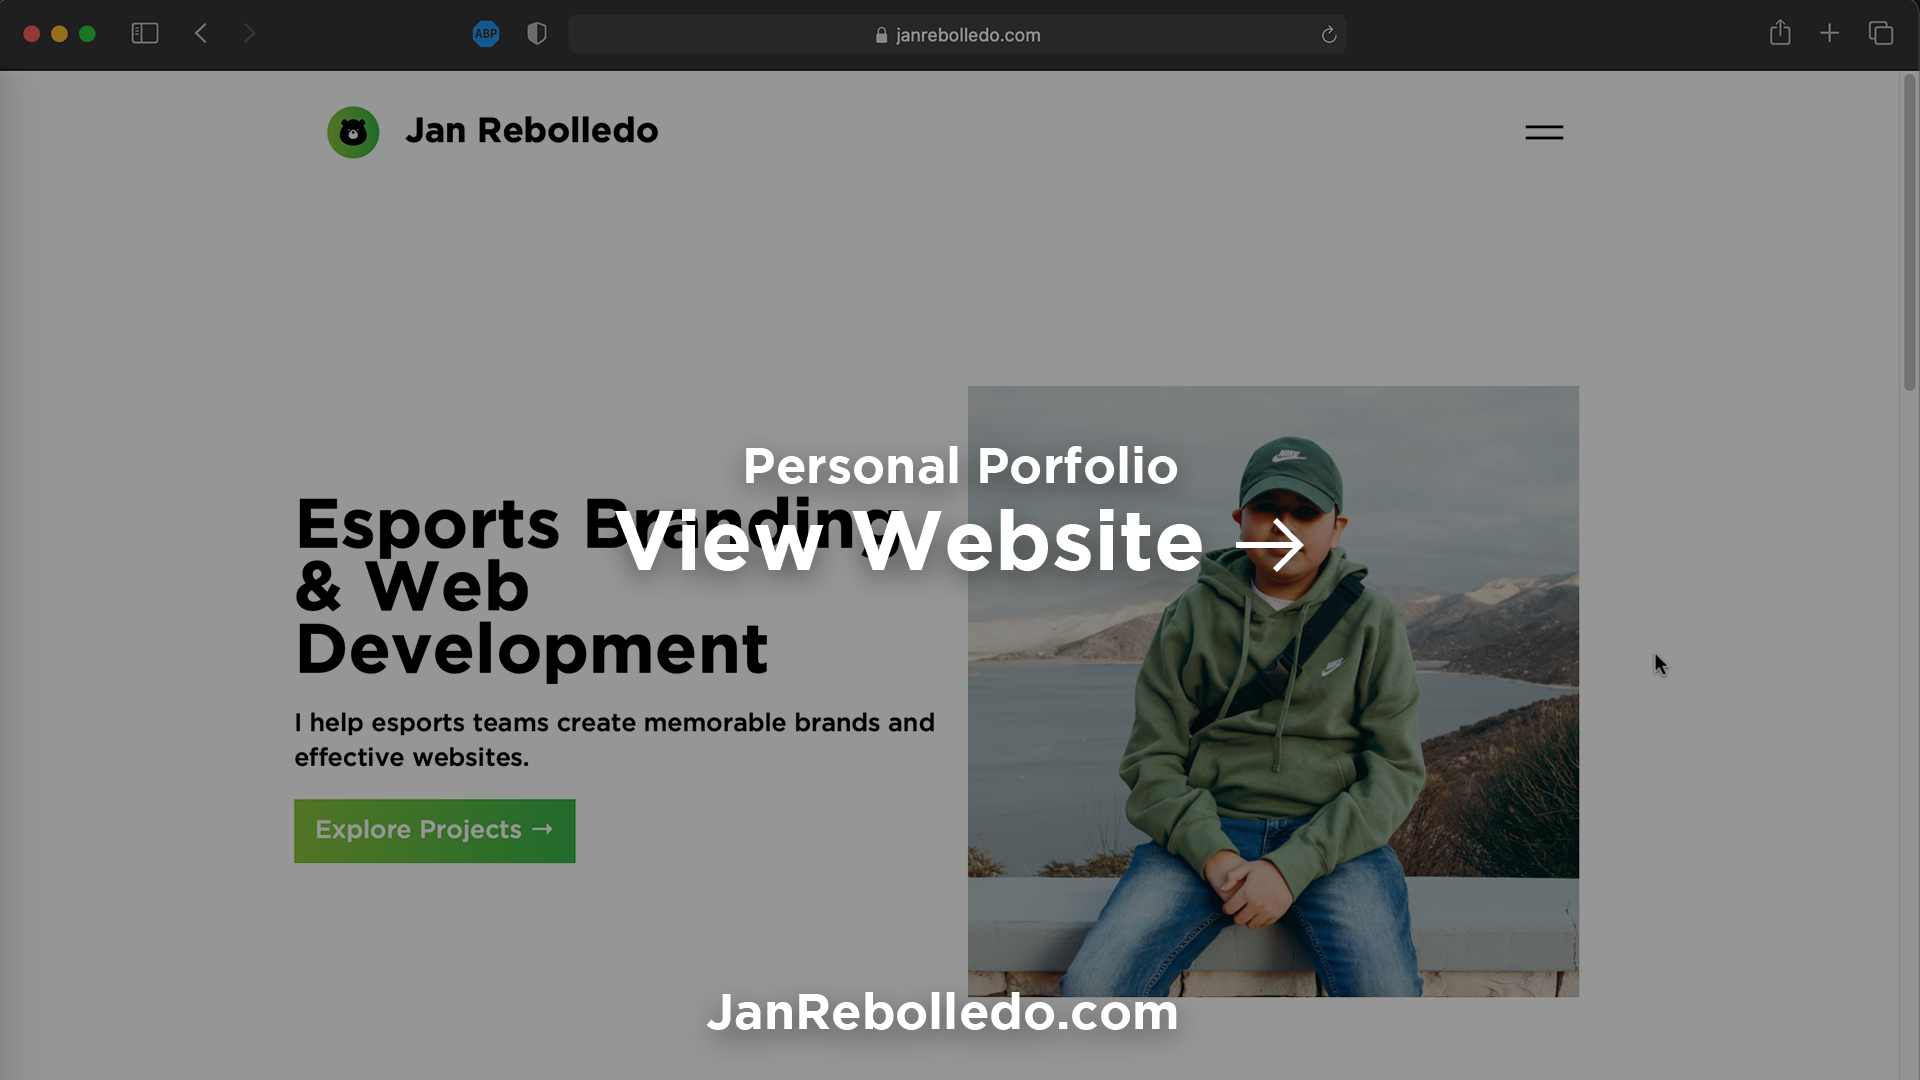 ABP
janrebolledo.com
Jan Rebolledo
Personal Porfolio
View Website →
Esports Branding
& Web
Development
I help esports teams create memorable brands and
effective websites.
Explore Projects →
JanRebolledo.com